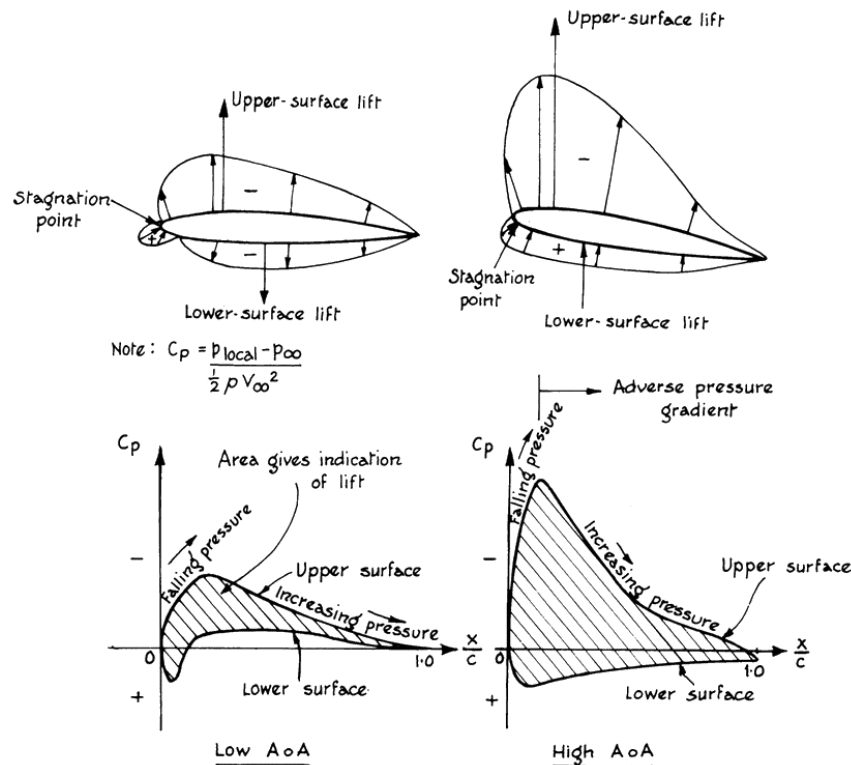 Upper-surface lift
Stagnation
point
+
-
-
Lower-surface lift
Note: Cp = p local - p∞
½ ρ V∞²
Upper-surface lift
-
+
Stagnation
point
Lower-surface lift
Cp
Area gives indication
of lift
Falling pressure
-
Upper surface
Increasing pressure
0
1.0
x
c
+
Lower surface
Low AoA
Adverse pressure
gradient
Cp
Falling pressure
-
Increasing pressure
Upper surface
0
1.0
x
c
+
Lower surface
High AoA